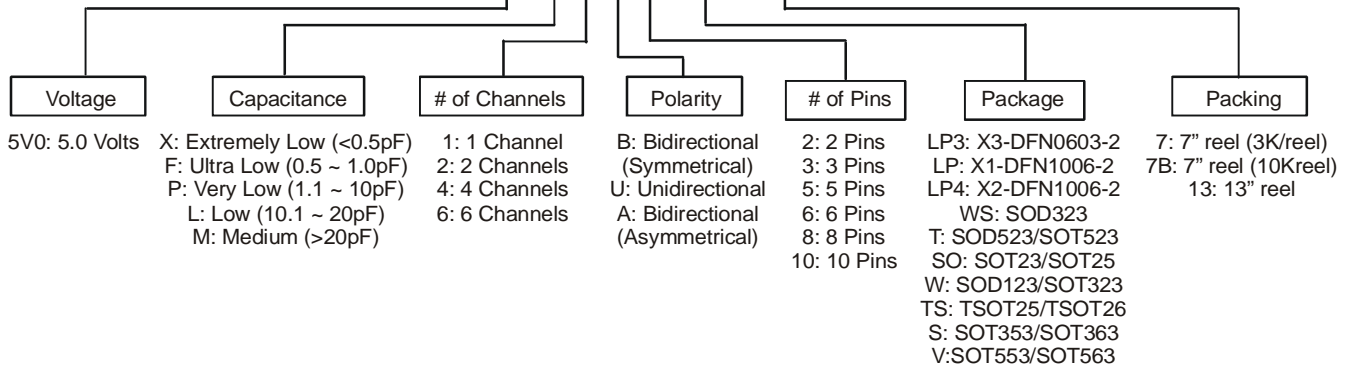 Voltage
5V0: 5.0 Volts
Capacitance
X: Extremely Low (<0.5pF)
F: Ultra Low (0.5 ~ 1.0pF)
P: Very Low (1.1 ~ 10pF)
L: Low (10.1 ~ 20pF)
M: Medium (>20pF)
# of Channels
1: 1 Channel
2: 2 Channels
4: 4 Channels
6: 6 Channels
Polarity
B: Bidirectional
(Symmetrical)
U: Unidirectional
A: Bidirectional
(Asymmetrical)
# of Pins
2: 2 Pins
3: 3 Pins
5: 5 Pins
6: 6 Pins
8: 8 Pins
10: 10 Pins
Package
LP3: X3-DFN0603-2
LP: X1-DFN1006-2
LP4: X2-DFN1006-2
WS: SOD323
T: SOD523/SOT523
SO: SOT23/SOT25
W: SOD123/SOT323
TS: TSOT25/TSOT26
S: SOT353/SOT363
V:SOT553/SOT563
Packing
7: 7” reel (3K/reel)
7B: 7” reel (10Kreel)
13: 13” reel